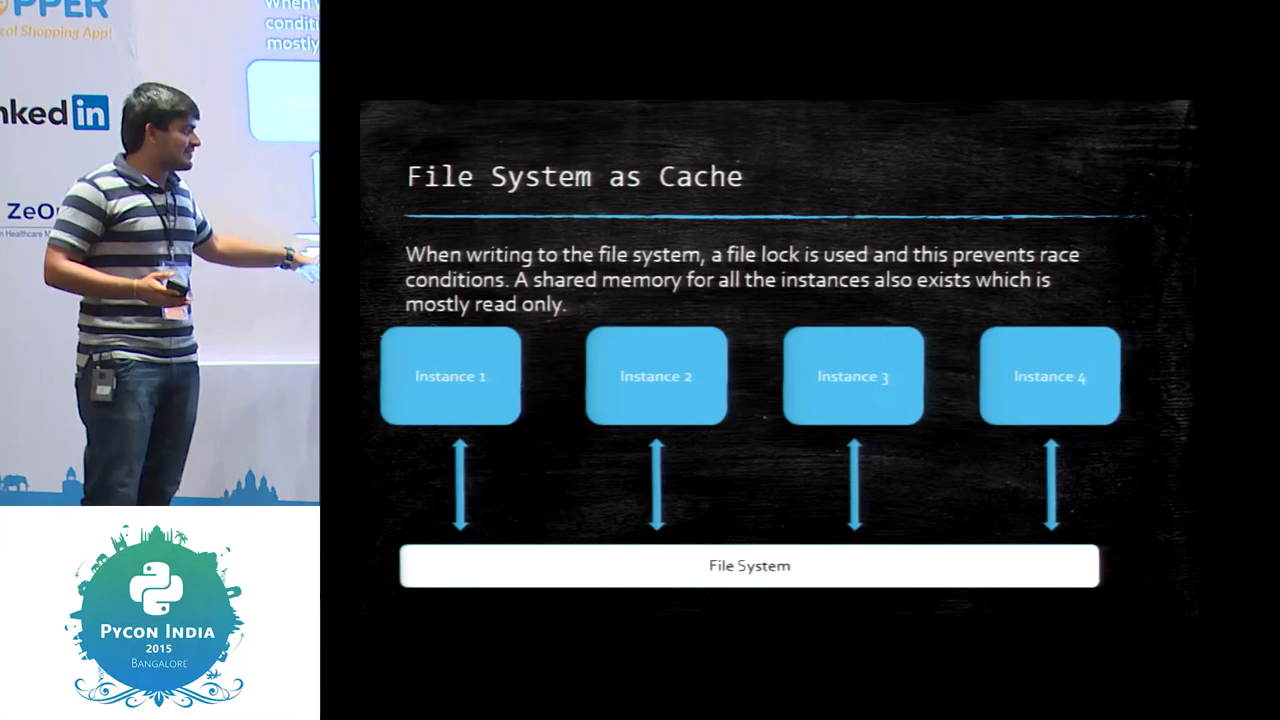 PPER
cal Shopping App!
nked in
ZeO
n Healthcare M
When
conditi
mostly
PYCON INDIA
2015
BANGALORE
File System as Cache
When writing to the file system, a file lock is used and this prevents race
conditions. A shared memory for all the instances also exists which is
mostly read only.
Instance 1
Instance 2
Instance 3
Instance 4
File System